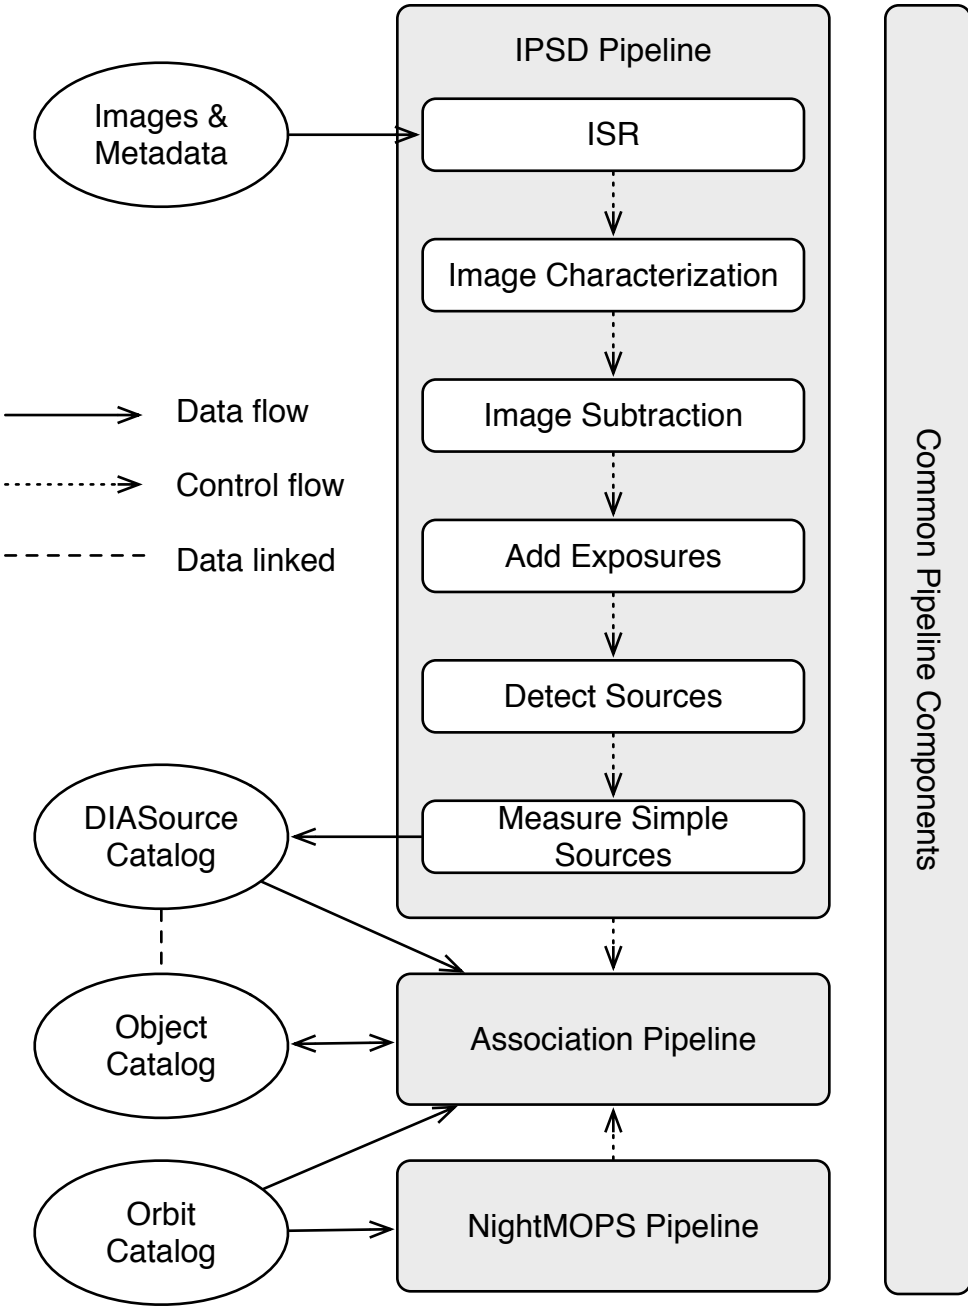 IPSD Pipeline
Images &
Metadata
ISR
Image Characterization
Data flow
Image Subtraction
Control flow
Data linked
Add Exposures
Detect Sources
DIASource
Catalog
Measure Simple
Sources
Object
Catalog
Association Pipeline
Orbit
Catalog
NightMOPS Pipeline
Common Pipeline Components